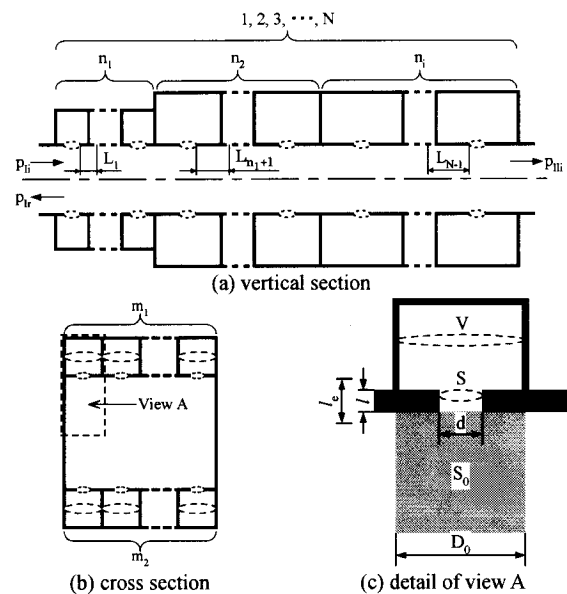 1, 2, 3, ···, N
n₁ n₂ nᵢ
pₗᵢ L₁ Lₙ₁₊₁ L_N-1 pₗₗᵢ
pₗᵣ
(a) vertical section
m₁
View A
m₂
(b) cross section
V
S
lₑ l d
S₀
D₀
(c) detail of view A